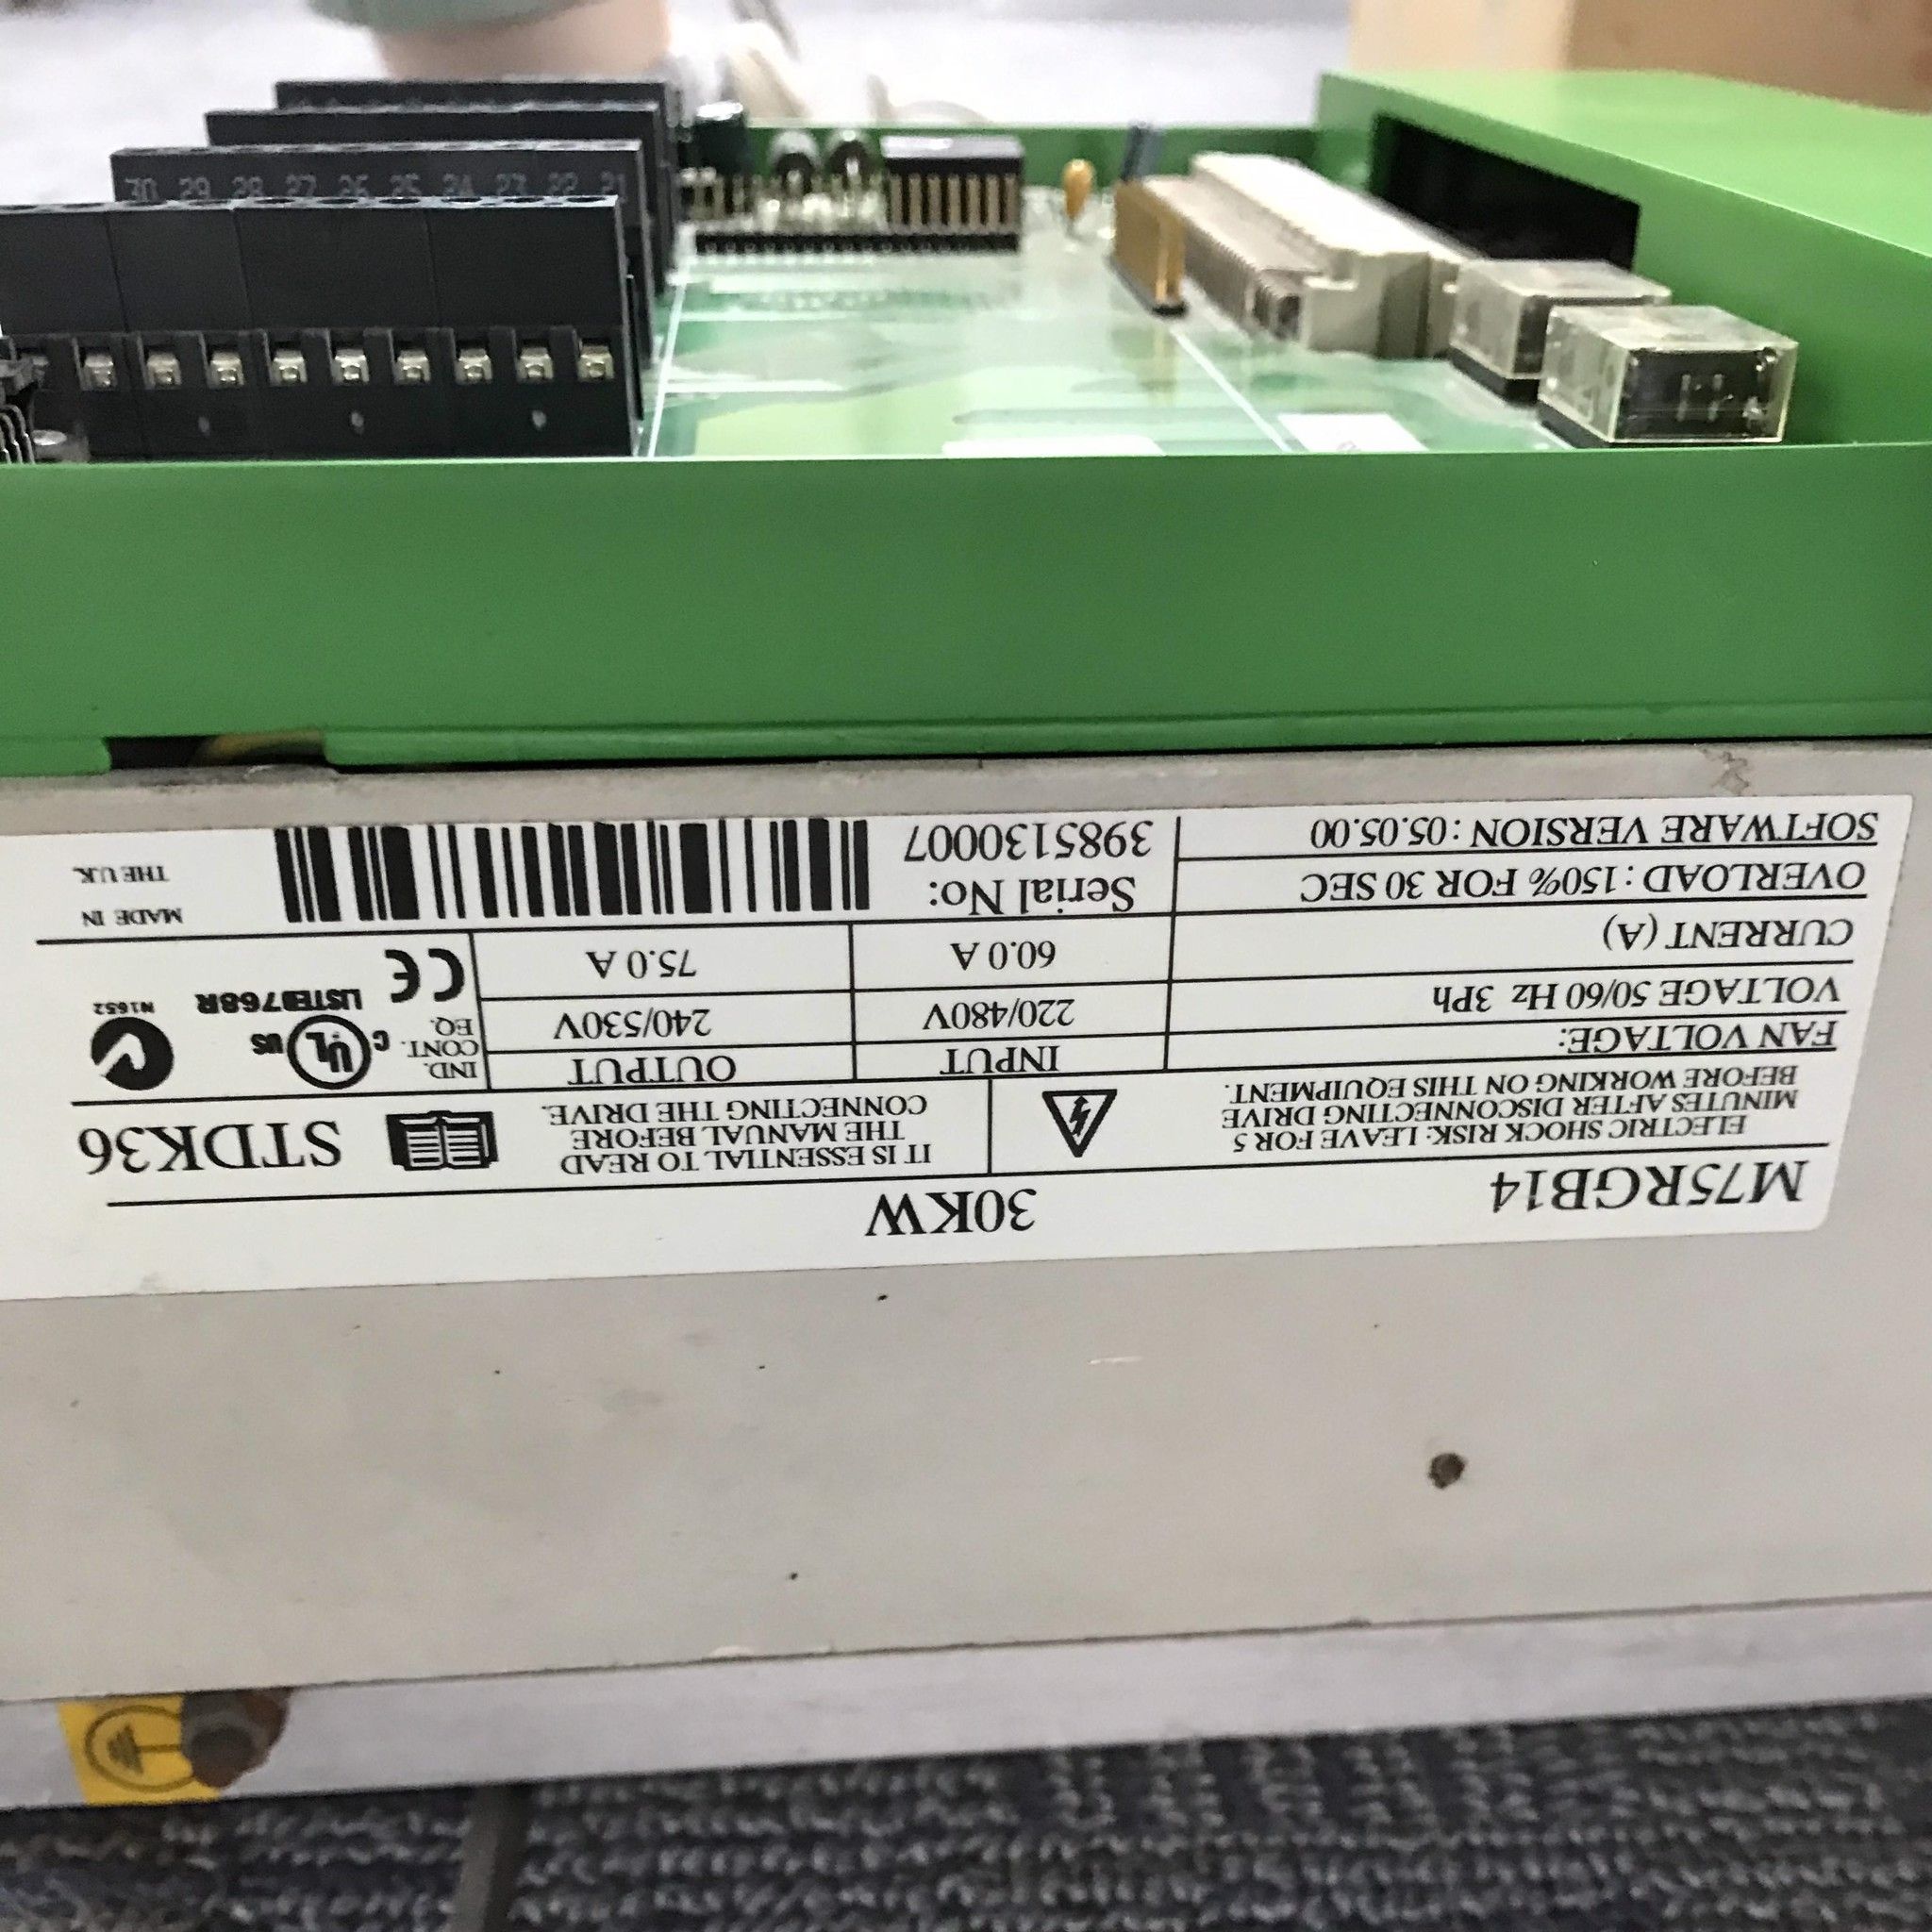 M75RGB14
30KW
ELECTRIC SHOCK RISK: LEAVE FOR 5
MINUTES AFTER DISCONNECTING DRIVE
BEFORE WORKING ON THIS EQUIPMENT.
IT IS ESSENTIAL TO READ
THE MANUAL BEFORE
CONNECTING THE DRIVE.
STDK36
FAN VOLTAGE:
INPUT
OUTPUT
VOLTAGE 50/60 Hz 3Ph
220/480V
240/530V
CURRENT (A)
60.0 A
75.0 A
IND.
CONT.
EQ.
C UL US
LISTED 768R
N1652
CE
OVERLOAD : 150% FOR 30 SEC
SOFTWARE VERSION : 05.05.00
Serial No:
3985130007
MADE IN
THE U.K.
30 29 28 27 26 25 24 23 22 21